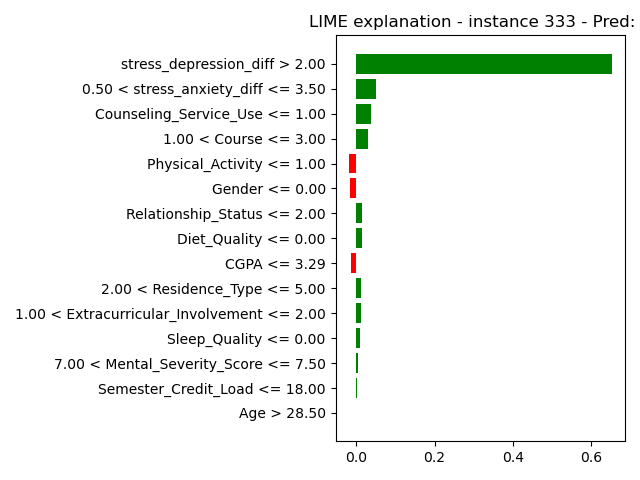 LIME explanation - instance 333 - Pred:
stress_depression_diff > 2.00
0.50 < stress_anxiety_diff <= 3.50
Counseling_Service_Use <= 1.00
1.00 < Course <= 3.00
Physical_Activity <= 1.00
Gender <= 0.00
Relationship_Status <= 2.00
Diet_Quality <= 0.00
CGPA <= 3.29
2.00 < Residence_Type <= 5.00
1.00 < Extracurricular_Involvement <= 2.00
Sleep_Quality <= 0.00
7.00 < Mental_Severity_Score <= 7.50
Semester_Credit_Load <= 18.00
Age > 28.50
0.0 0.2 0.4 0.6